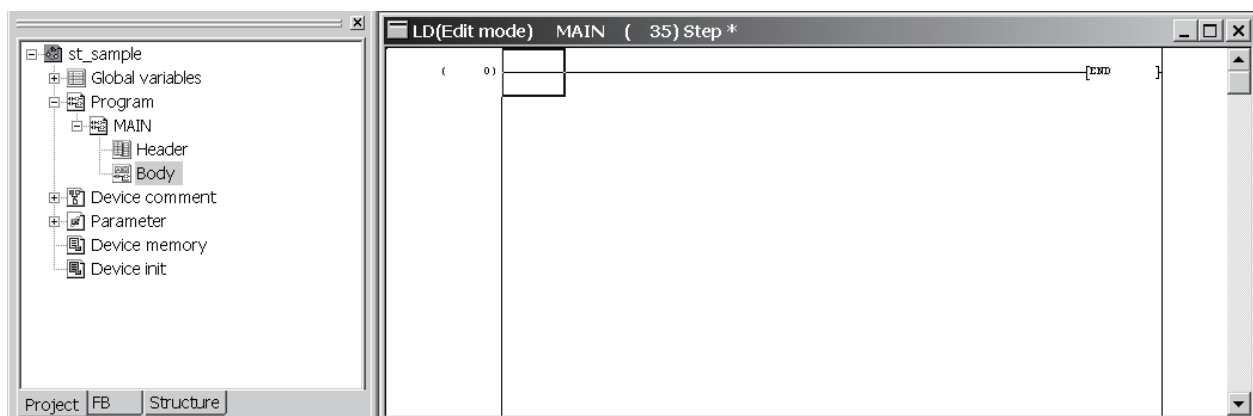 st_sample
Global variables
Program
MAIN
Header
Body
Device comment
Parameter
Device memory
Device init
Project FB Structure
LD(Edit mode) MAIN ( 35) Step *
( 0) [END ]